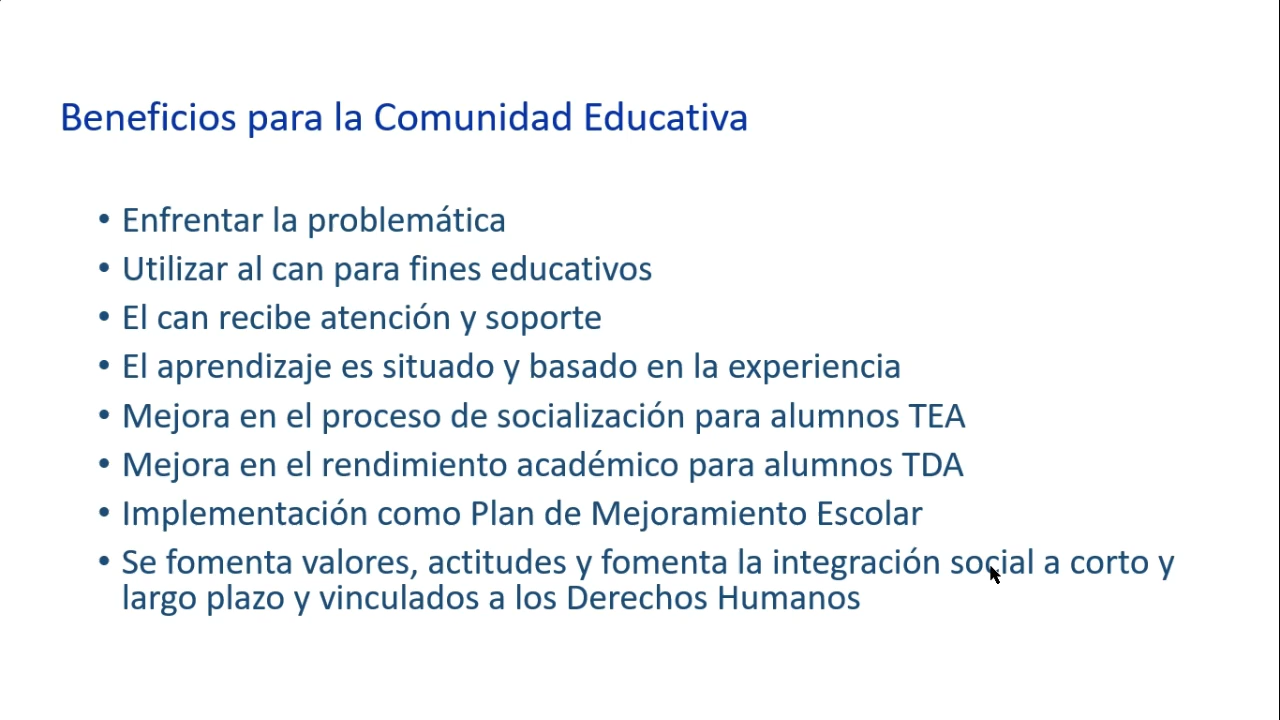 Beneficios para la Comunidad Educativa
• Enfrentar la problemática
• Utilizar al can para fines educativos
• El can recibe atención y soporte
• El aprendizaje es situado y basado en la experiencia
• Mejora en el proceso de socialización para alumnos TEA
• Mejora en el rendimiento académico para alumnos TDA
• Implementación como Plan de Mejoramiento Escolar
• Se fomenta valores, actitudes y fomenta la integración social a corto y
largo plazo y vinculados a los Derechos Humanos